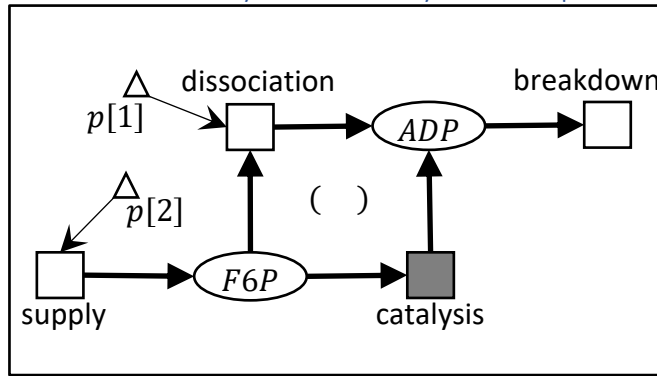 dissociation
breakdown
p[1]
ADP
p[2]
( )
F6P
supply
catalysis